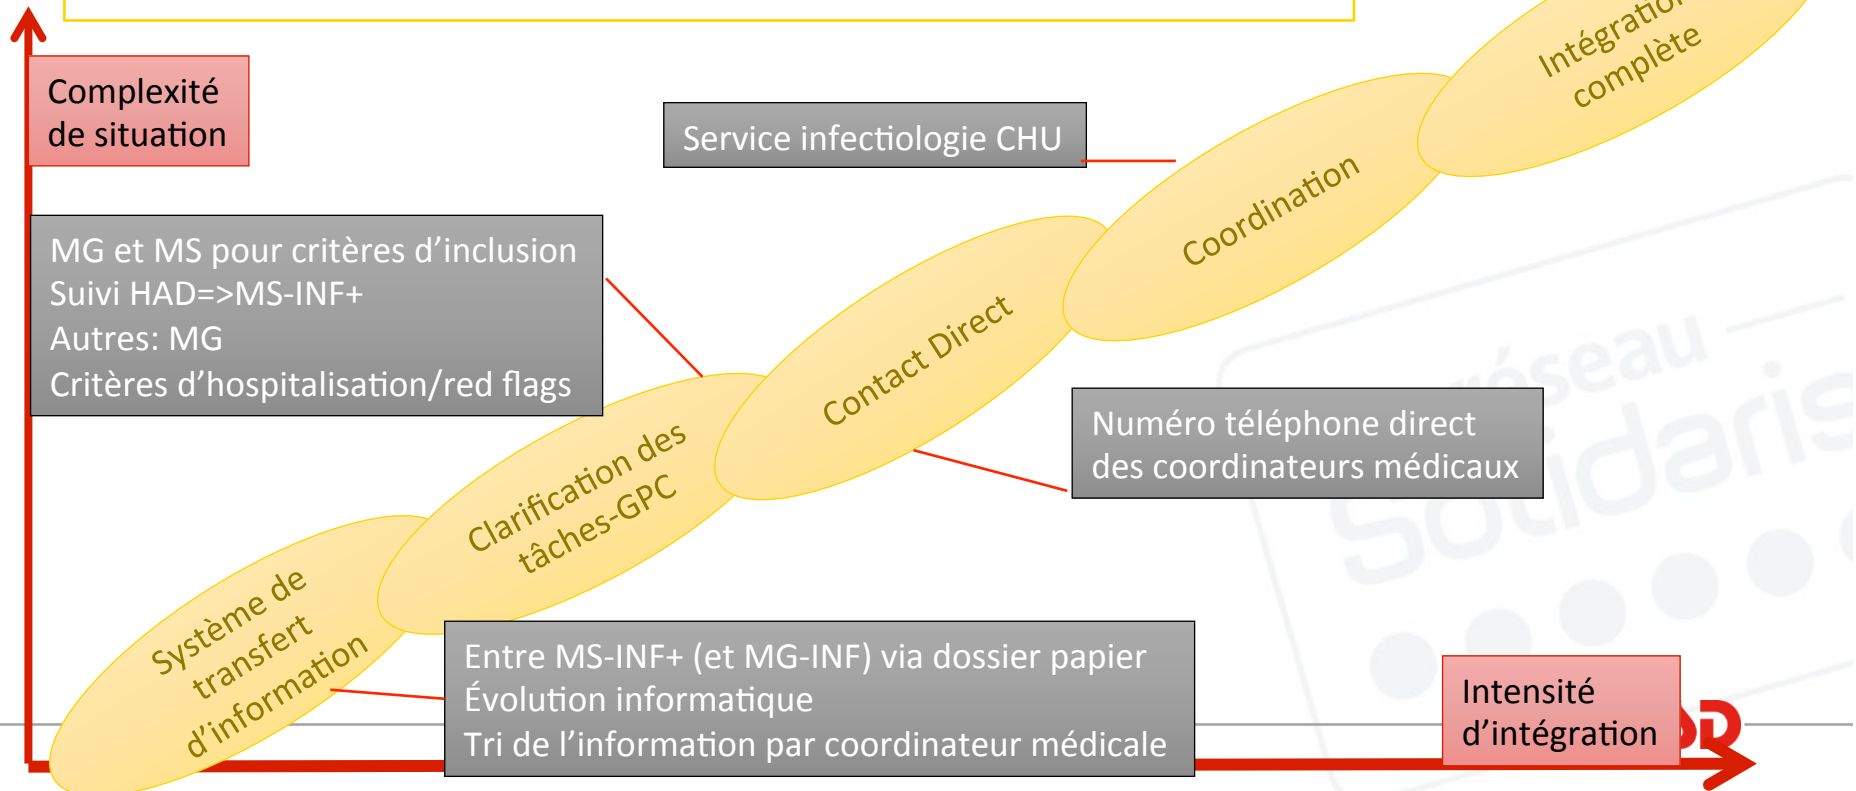 Intégration
complète
Complexité
de situation
Service infectiologie CHU
Coordination
MG et MS pour critères d’inclusion
Suivi HAD=>MS-INF+
Autres: MG
Critères d’hospitalisation/red flags
Contact Direct
Numéro téléphone direct
des coordinateurs médicaux
Clarification des
tâches-GPC
Système de
transfert
d’information
Entre MS-INF+ (et MG-INF) via dossier papier
Évolution informatique
Tri de l’information par coordinateur médicale
Intensité
d’intégration
réseau
Solidaris